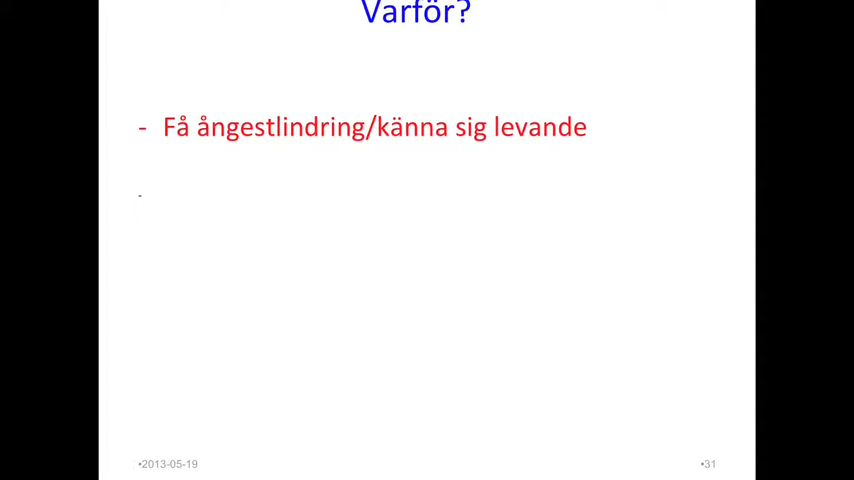 Varför?
- Få ångestlindring/känna sig levande
-
•2013-05-19
•31